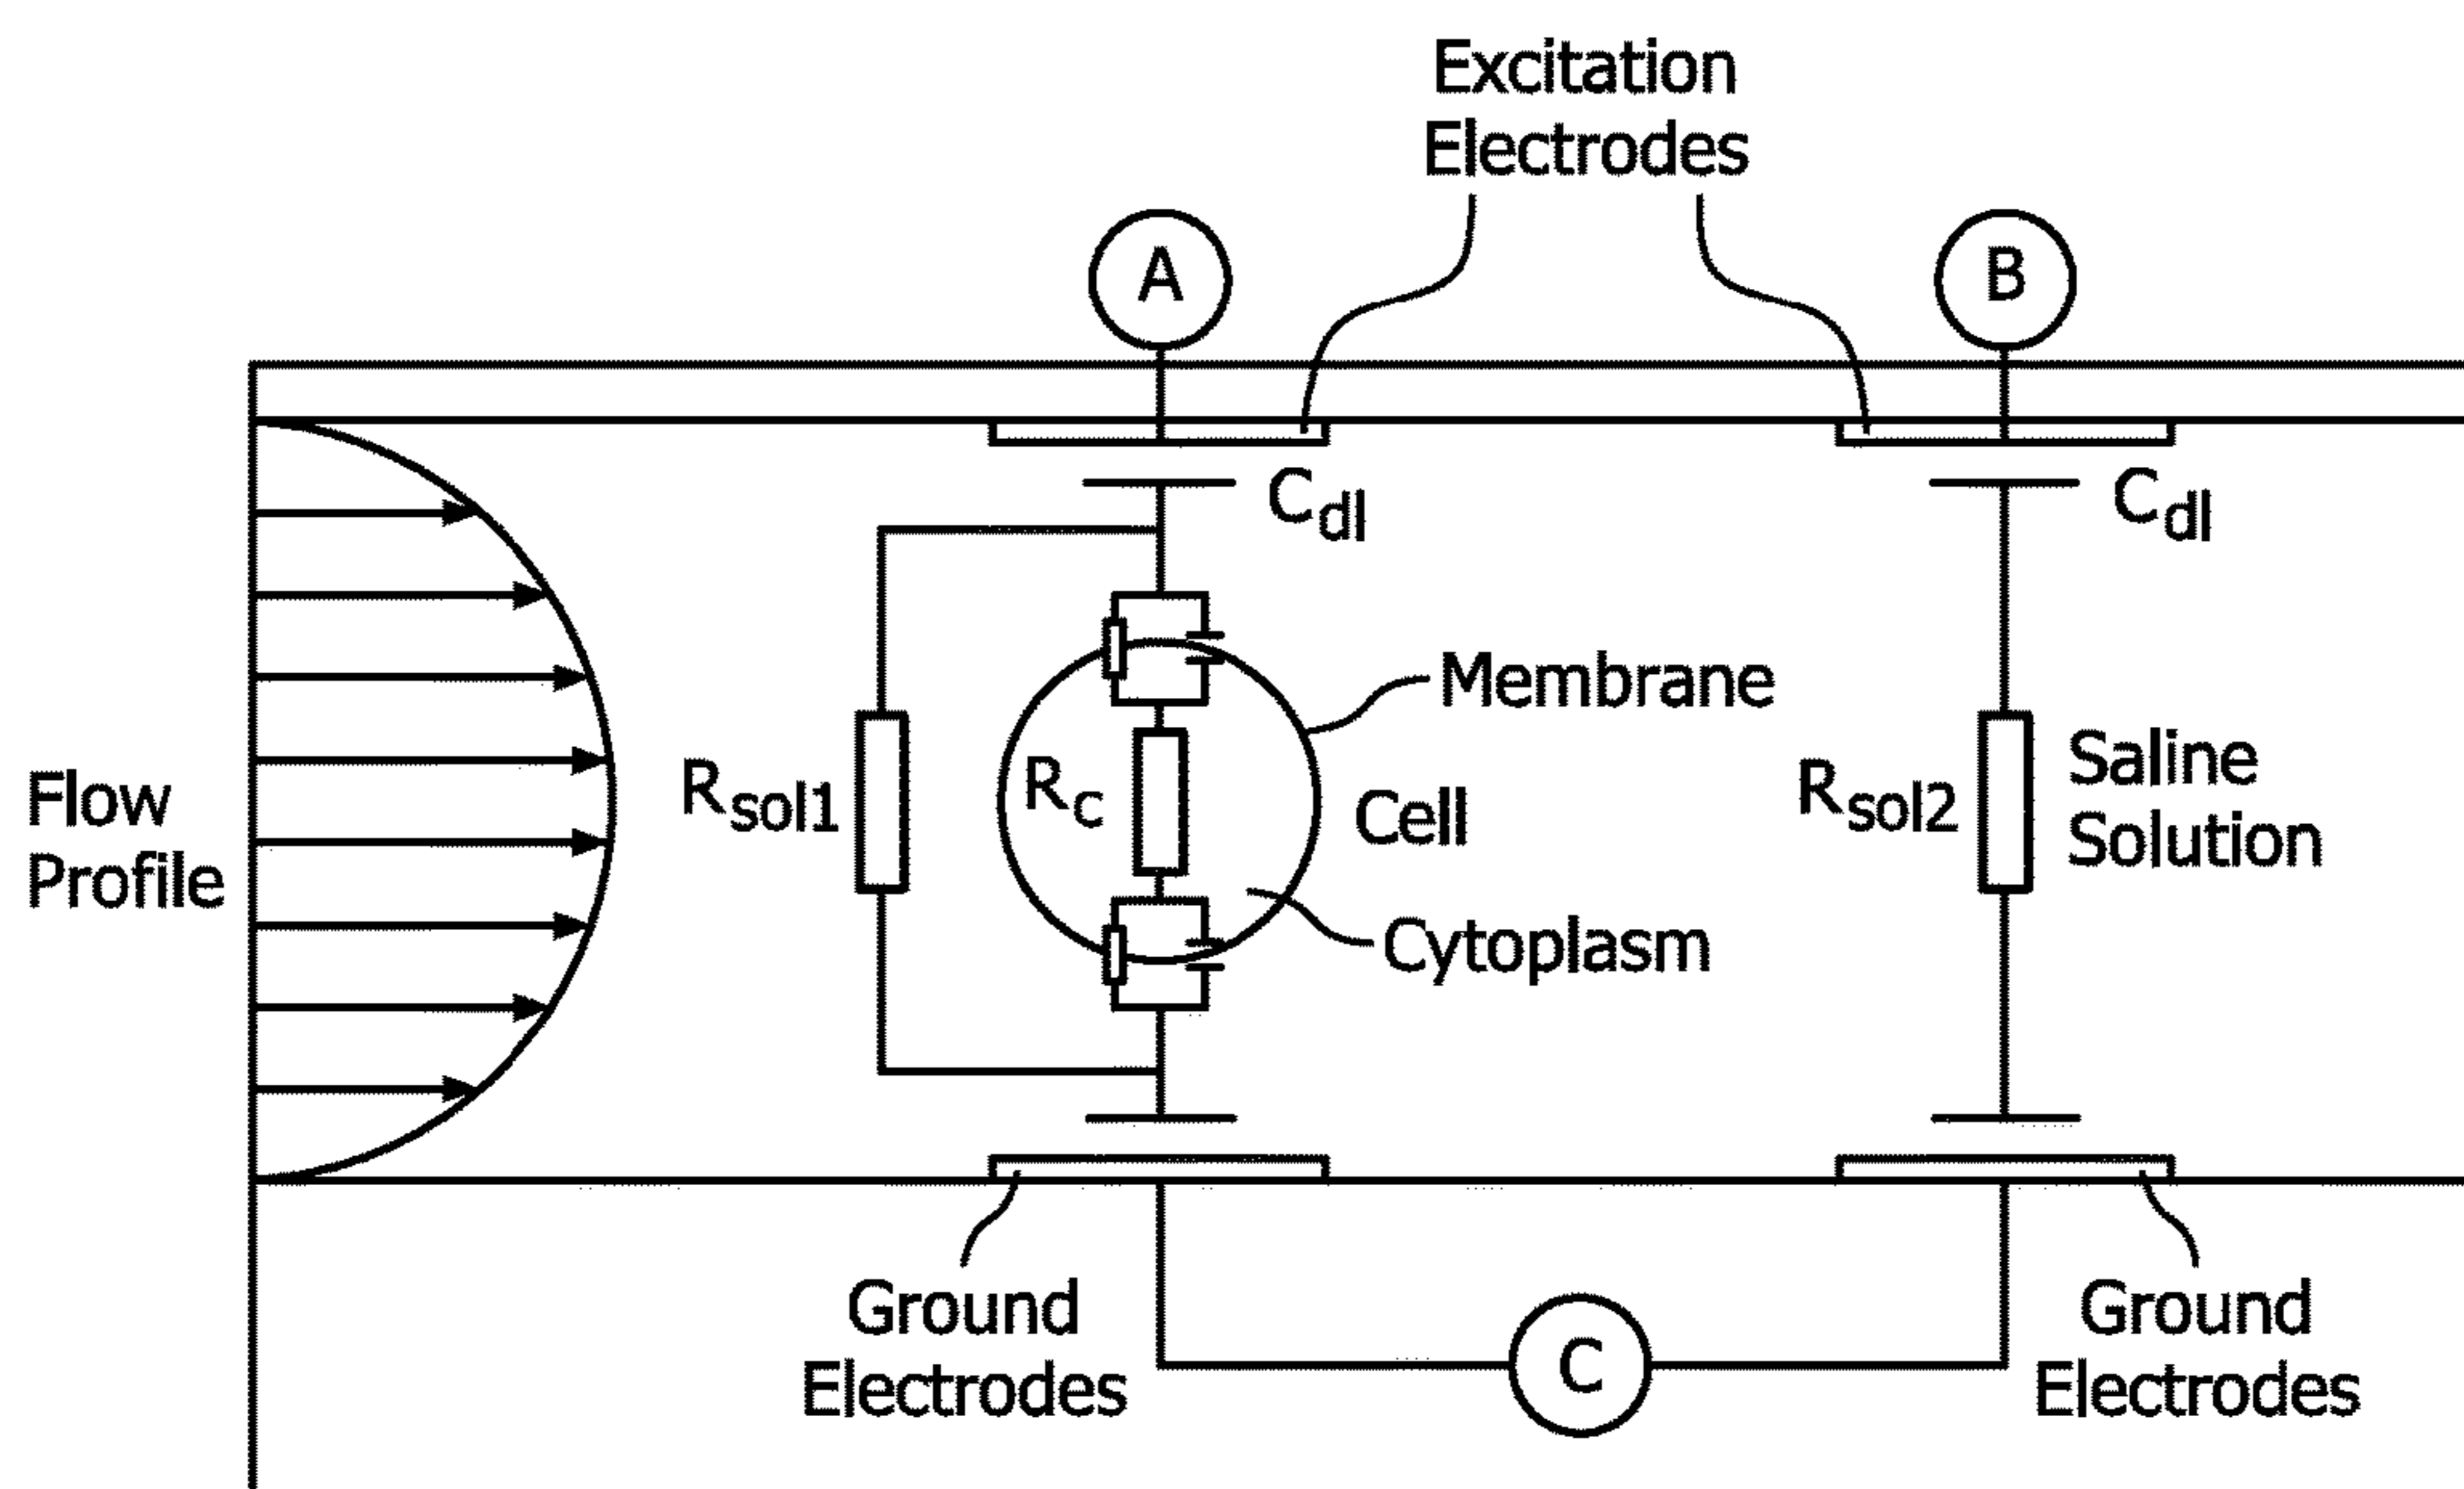 Excitation
Electrodes
A
B
Cdl
Cdl
Membrane
Flow
Profile
Rsol1
Rc
Cell
Rsol2
Saline
Solution
Cytoplasm
Ground
Electrodes
C
Ground
Electrodes